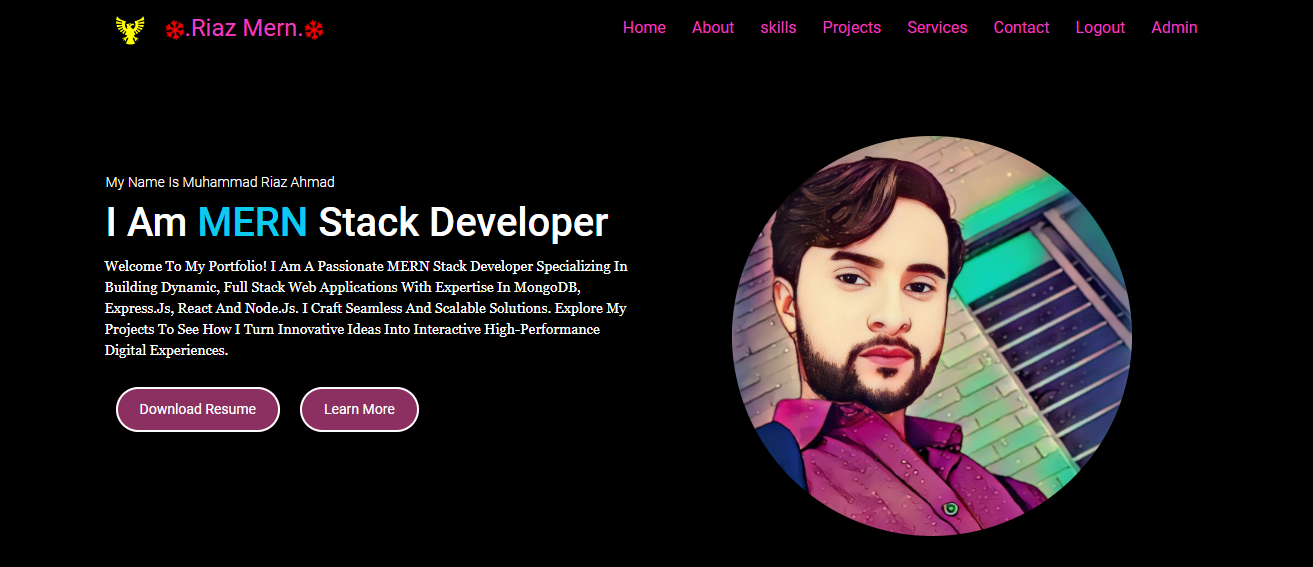 .Riaz Mern.
Home About skills Projects Services Contact Logout Admin
My Name Is Muhammad Riaz Ahmad
I Am MERN Stack Developer
Welcome To My Portfolio! I Am A Passionate MERN Stack Developer Specializing In
Building Dynamic, Full Stack Web Applications With Expertise In MongoDB,
Express.Js, React And Node.Js. I Craft Seamless And Scalable Solutions. Explore My
Projects To See How I Turn Innovative Ideas Into Interactive High-Performance
Digital Experiences.
Download Resume Learn More